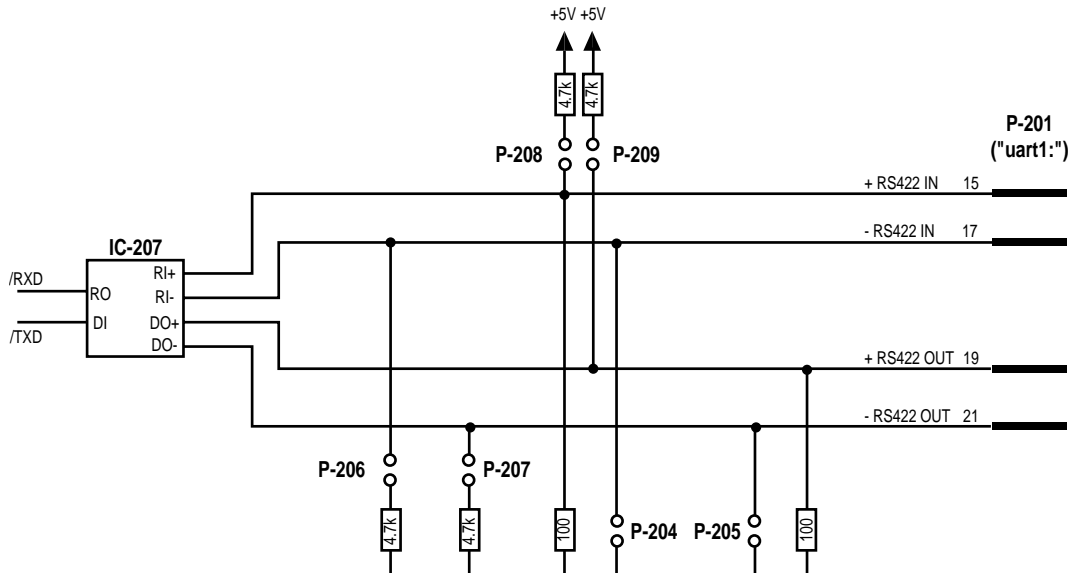 +5V +5V
4.7k 4.7k
P-201
P-208 P-209 ("uart1:")
+ RS422 IN 15
- RS422 IN 17
IC-207
/RXD RO RI+
RI-
/TXD DI DO+
DO-
+ RS422 OUT 19
- RS422 OUT 21
P-206 P-207
P-204 P-205
4.7k 4.7k 100 100